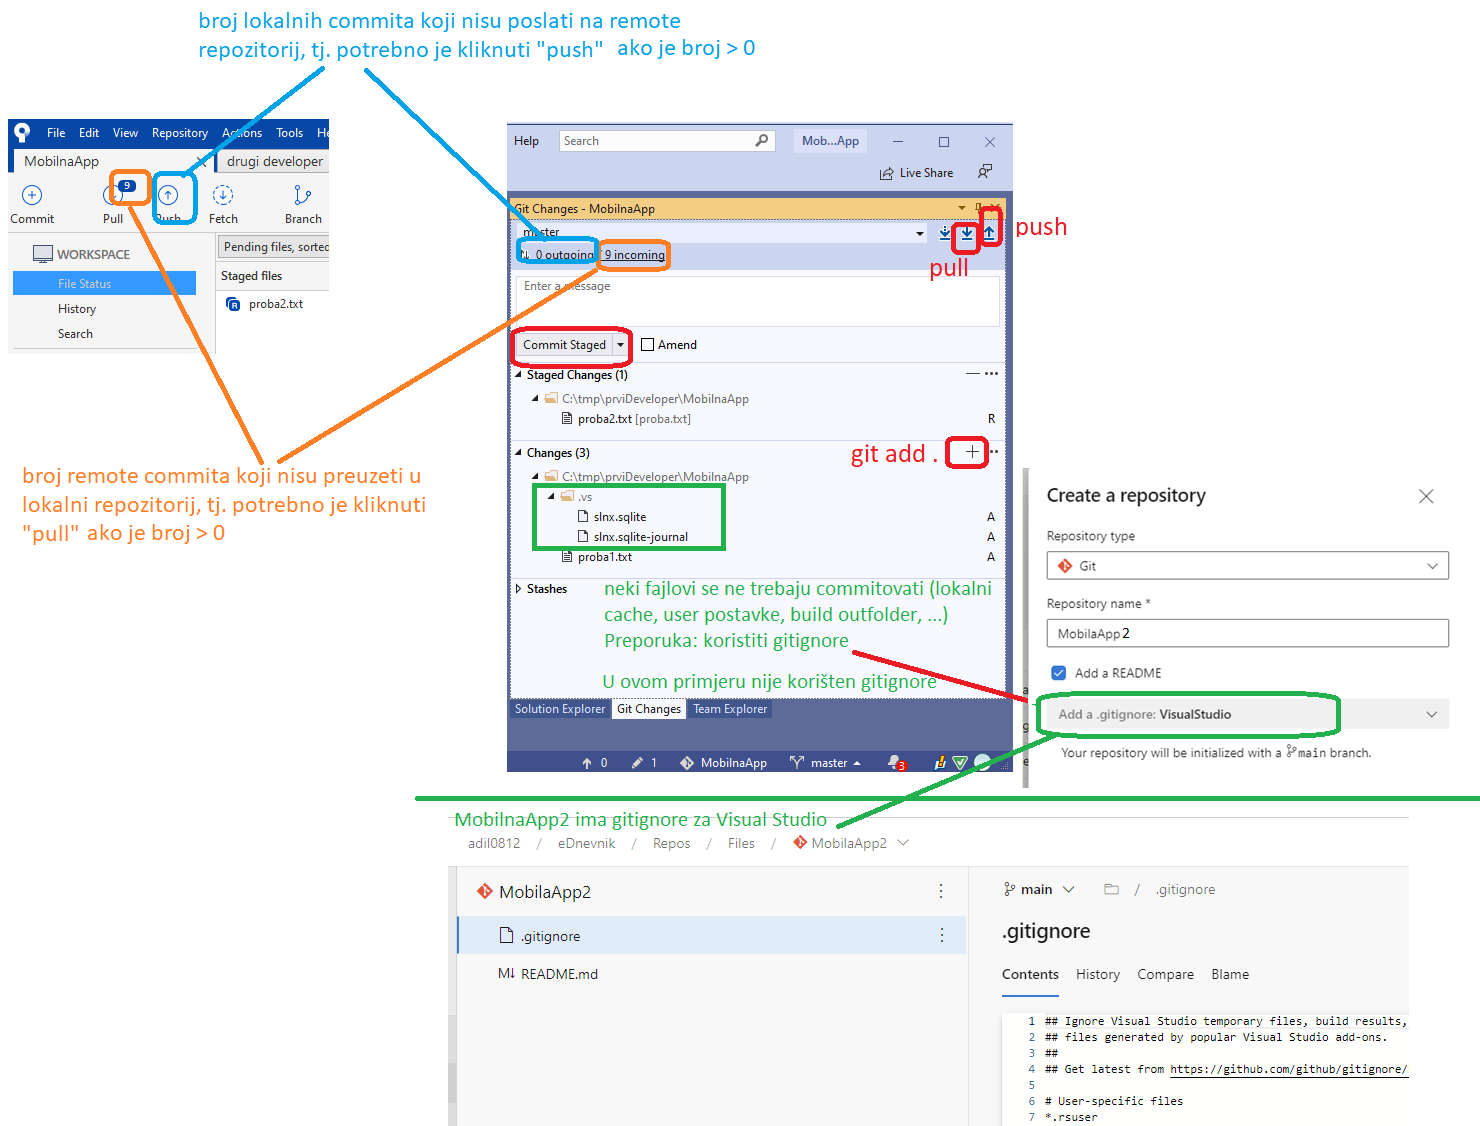 broj lokalnih commita koji nisu poslati na remote
repozitorij, tj. potrebno je kliknuti "push" ako je broj > 0
File Edit View Repository Actions Tools He
MobilnaApp
drugi developer
9
Commit Pull Push Fetch Branch
WORKSPACE
File Status
History
Search
Pending files, sorted
Staged files
proba2.txt
broj remote commita koji nisu preuzeti u
lokalni repozitorij, tj. potrebno je kliknuti
"pull" ako je broj > 0
Help Search Mob...App
Live Share
Git Changes - MobilnaApp
master
push
pull
0 outgoing / 9 incoming
Enter a message
Commit Staged Amend
Staged Changes (1)
C:\tmp\prviDeveloper\MobilnaApp
proba2.txt [proba.txt] R
git add .
Changes (3)
C:\tmp\prviDeveloper\MobilnaApp
.vs
slnx.sqlite A
slnx.sqlite-journal A
proba1.txt A
Stashes
neki fajlovi se ne trebaju commitovati (lokalni
cache, user postavke, build outfolder, ...)
Preporuka: koristiti gitignore
U ovom primjeru nije korišten gitignore
Solution Explorer Git Changes Team Explorer
0 1 MobilnaApp master 3
Create a repository
Repository type
Git
Repository name *
MobilaApp2
Add a README
Add a .gitignore: VisualStudio
Your repository will be initialized with a main branch.
MobilnaApp2 ima gitignore za Visual Studio
adil0812 / eDnevnik / Repos / Files / MobilaApp2
MobilaApp2
.gitignore
README.md
main / .gitignore
.gitignore
Contents History Compare Blame
1 ## Ignore Visual Studio temporary files, build results,
2 ## files generated by popular Visual Studio add-ons.
3 ##
4 ## Get latest from https://github.com/github/gitignore/
5
6 # User-specific files
7 *.rsuser